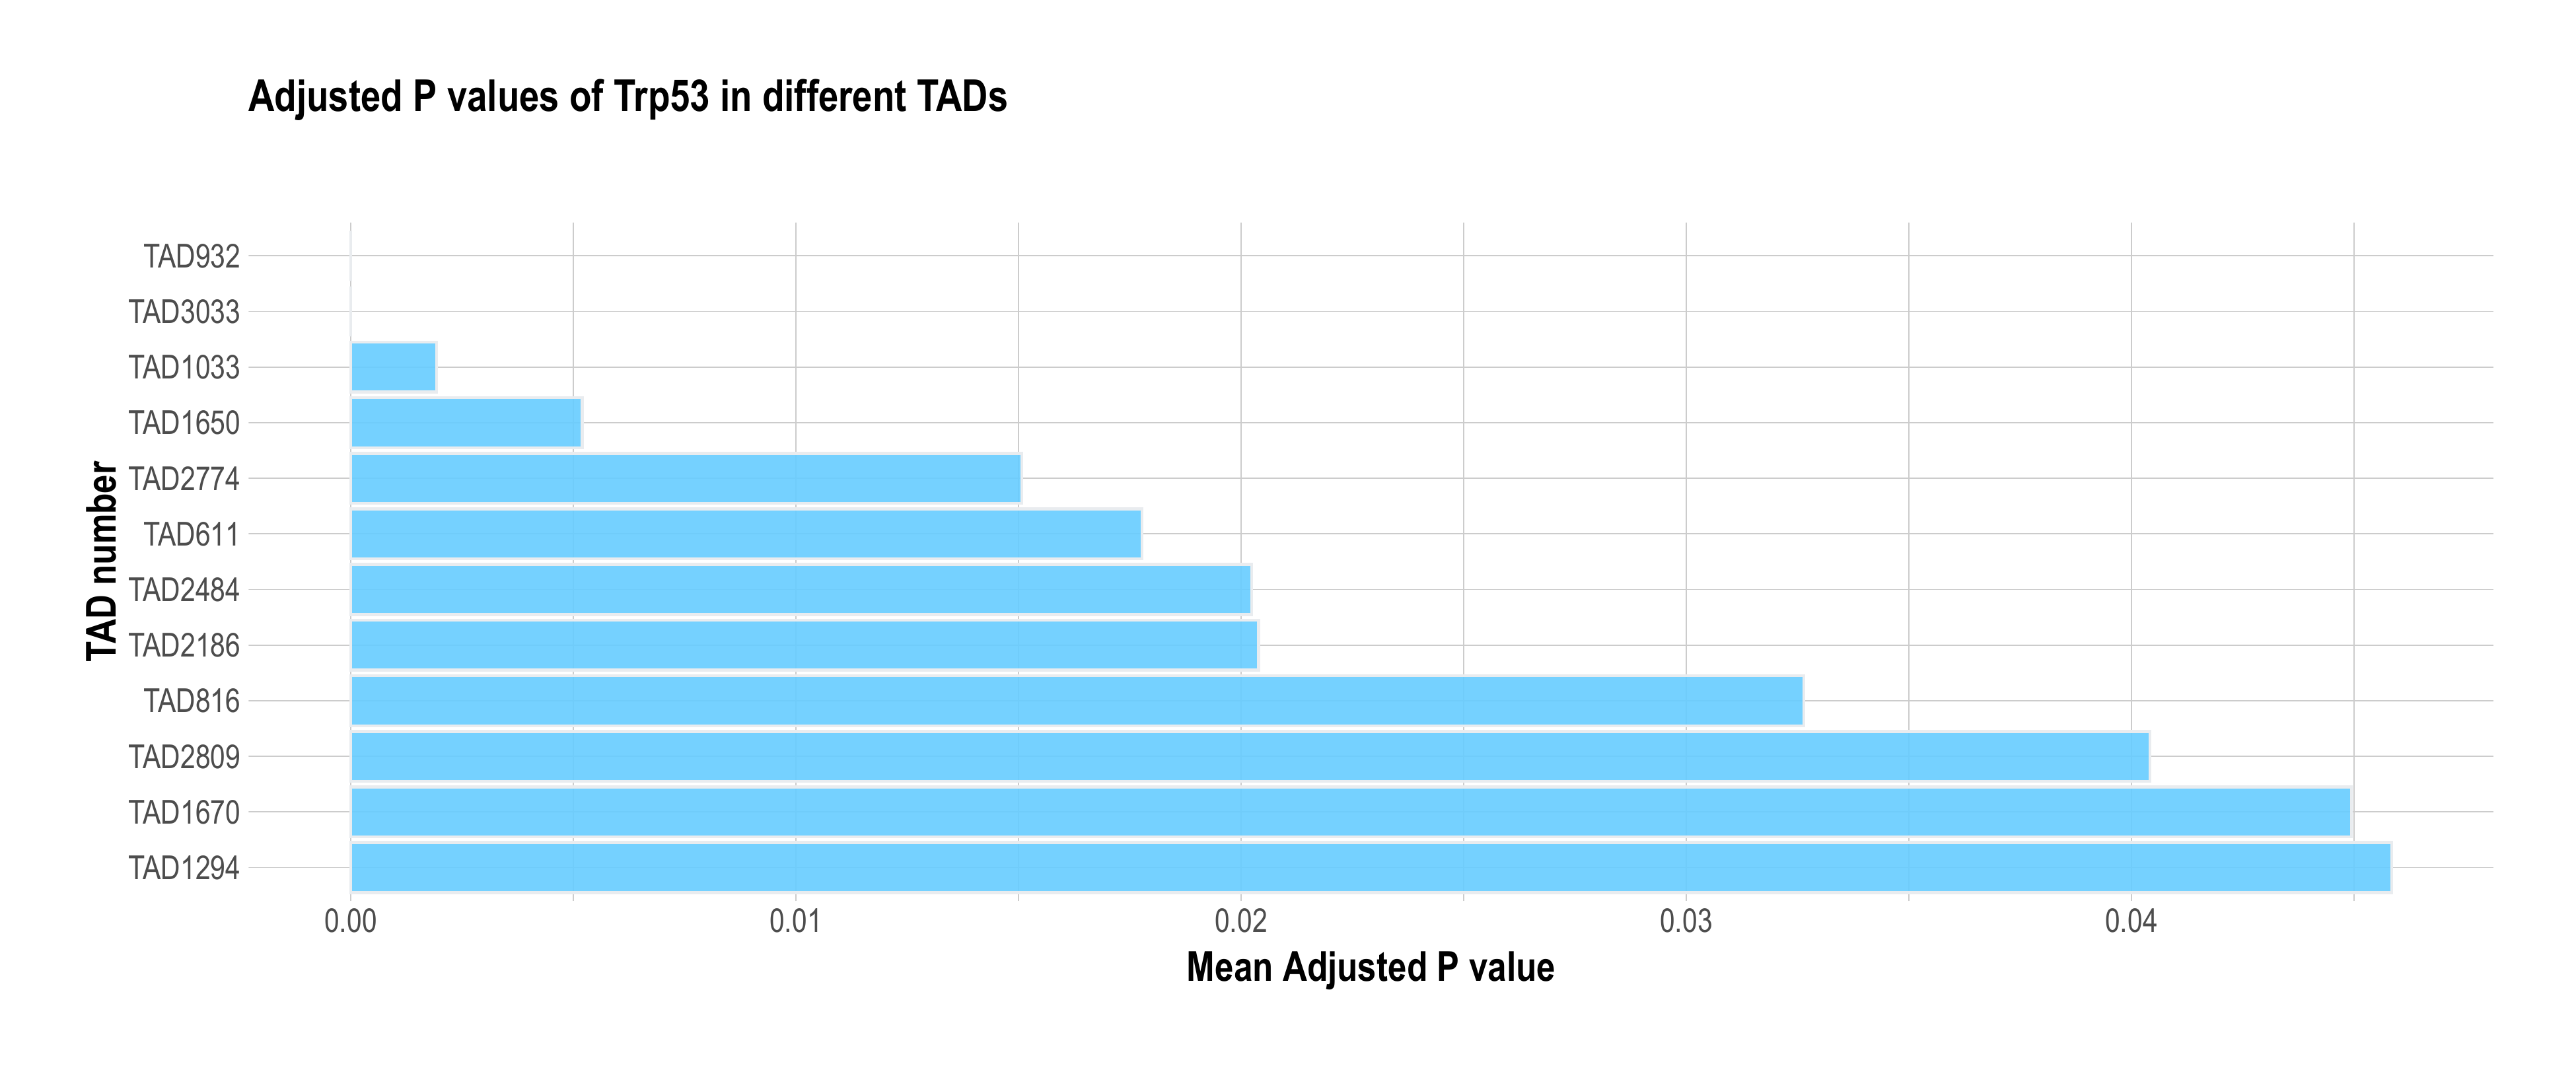 Adjusted P values of Trp53 in different TADs
TAD number
TAD932
TAD3033
TAD1033
TAD1650
TAD2774
TAD611
TAD2484
TAD2186
TAD816
TAD2809
TAD1670
TAD1294
0.00 0.01 0.02 0.03 0.04
Mean Adjusted P value